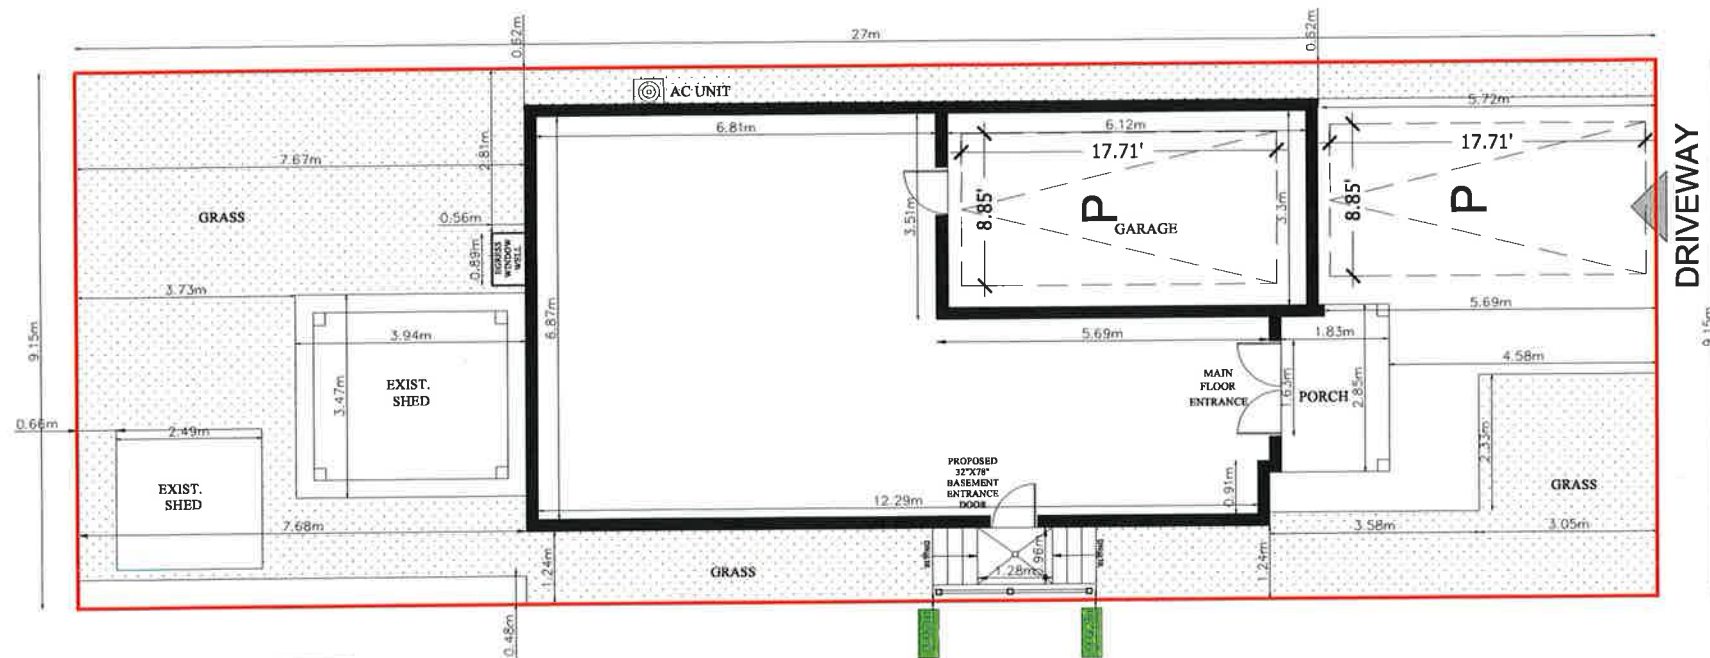 0.62m
27m
0.62m
AC UNIT
5.72m
6.81m
6.12m
17.71'
17.71'
7.67m
2.81m
8.85'
P
GARAGE
3.3m
8.85'
P
DRIVEWAY
GRASS
0.56m
3.51m
EGRESS
WINDOW
WELL
0.89m
3.73m
5.69m
9.15m
6.87m
3.94m
5.69m
1.83m
9.15m
4.58m
EXIST.
SHED
3.47m
MAIN
FLOOR
ENTRANCE
1.63m
PORCH
2.85m
0.66m
2.49m
2.33m
PROPOSED
32"X78"
BASEMENT
ENTRANCE
DOOR
EXIST.
SHED
12.29m
0.91m
GRASS
7.68m
3.58m
3.05m
1.24m
GRASS
.96m
1.28m
1.24m
0.48m